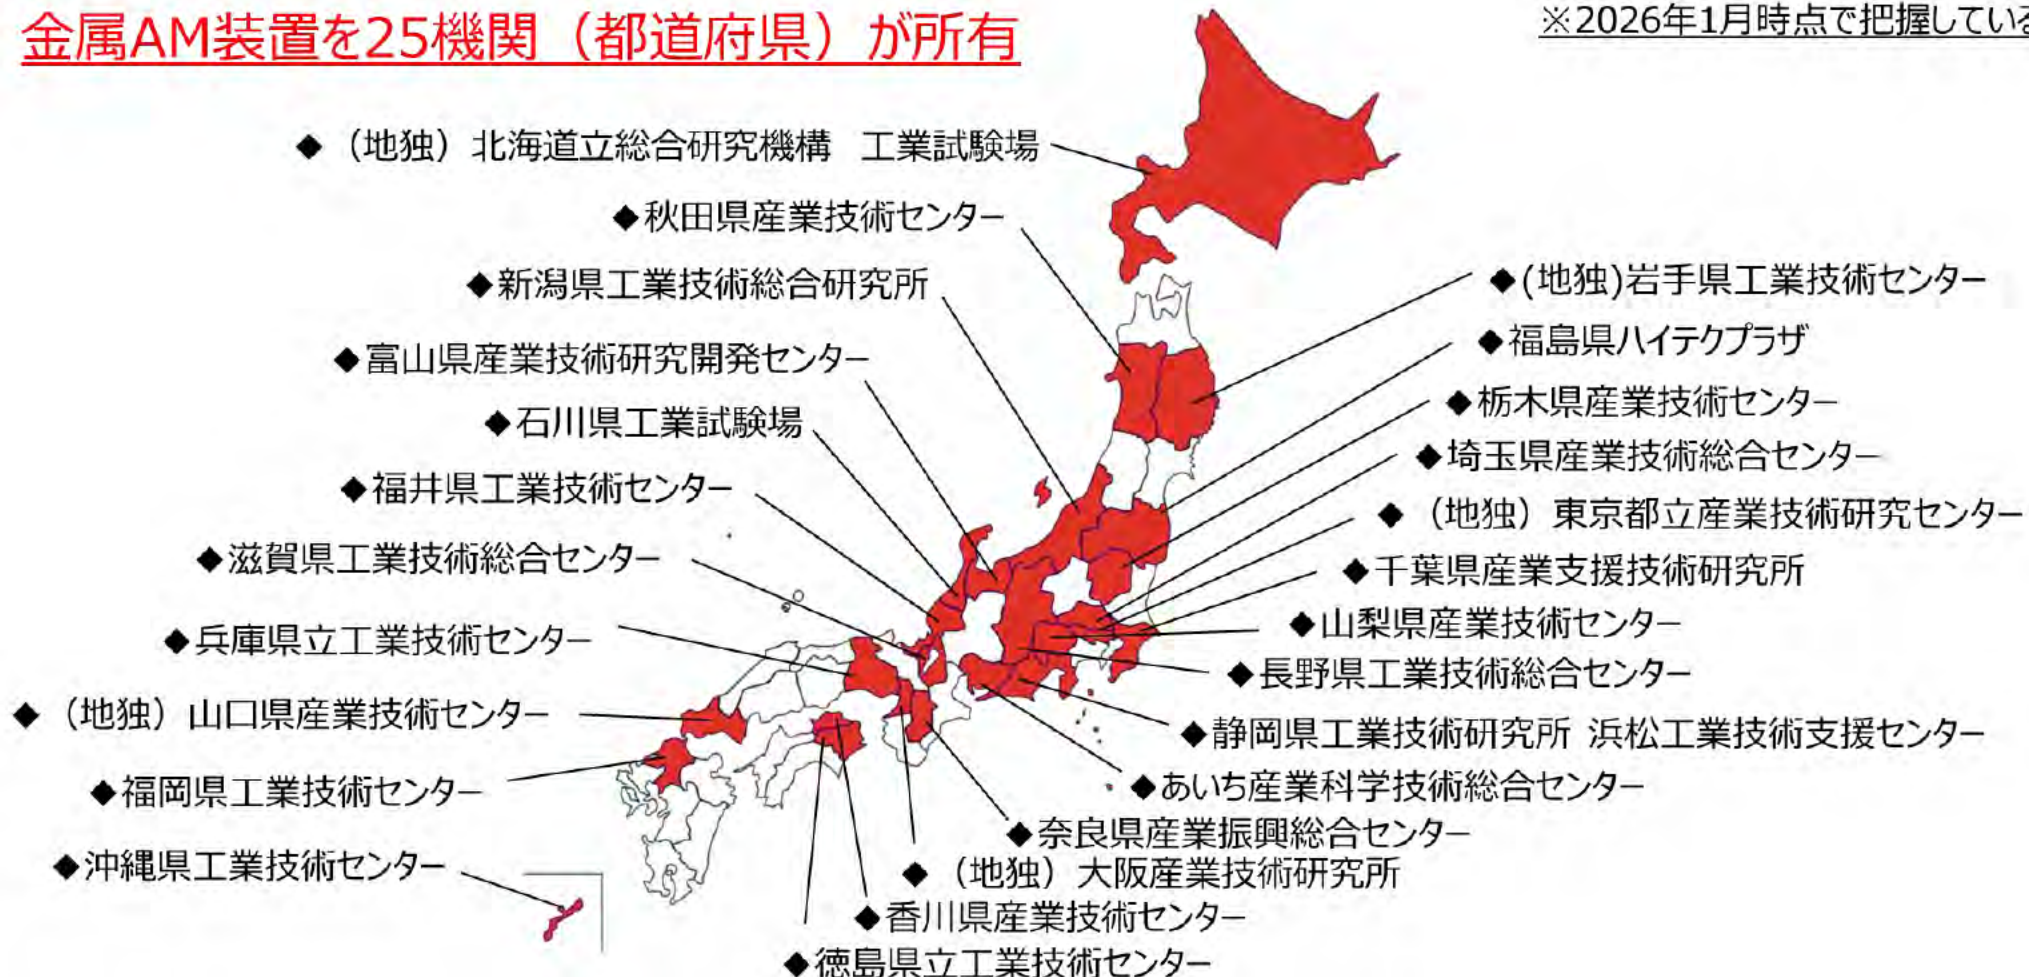 金属AM装置を25機関（都道府県）が所有
※2026年1月時点で把握している
◆（地独）北海道立総合研究機構　工業試験場
◆秋田県産業技術センター
◆新潟県工業技術総合研究所
◆富山県産業技術研究開発センター
◆石川県工業試験場
◆福井県工業技術センター
◆滋賀県工業技術総合センター
◆兵庫県立工業技術センター
◆（地独）山口県産業技術センター
◆福岡県工業技術センター
◆沖縄県工業技術センター
◆(地独)岩手県工業技術センター
◆福島県ハイテクプラザ
◆栃木県産業技術センター
◆埼玉県産業技術総合センター
◆（地独）東京都立産業技術研究センター
◆千葉県産業支援技術研究所
◆山梨県産業技術センター
◆長野県工業技術総合センター
◆静岡県工業技術研究所 浜松工業技術支援センター
◆あいち産業科学技術総合センター
◆奈良県産業振興総合センター
◆（地独）大阪産業技術研究所
◆香川県産業技術センター
◆徳島県立工業技術センター